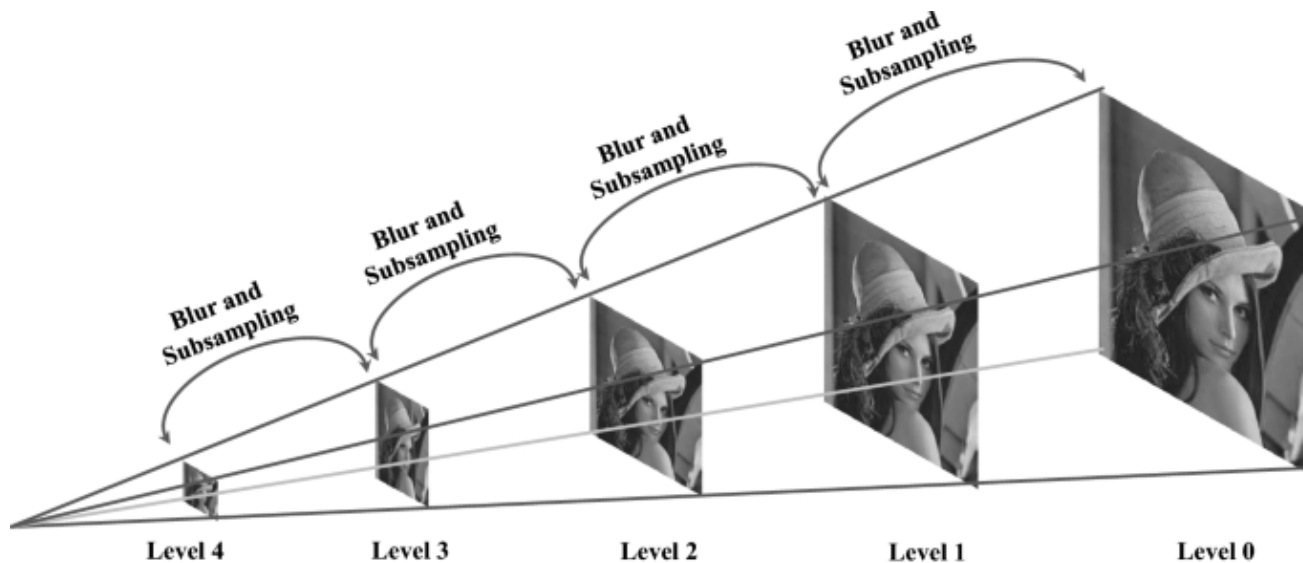 Blur and
Subsampling
Blur and
Subsampling
Blur and
Subsampling
Blur and
Subsampling
Level 4
Level 3
Level 2
Level 1
Level 0